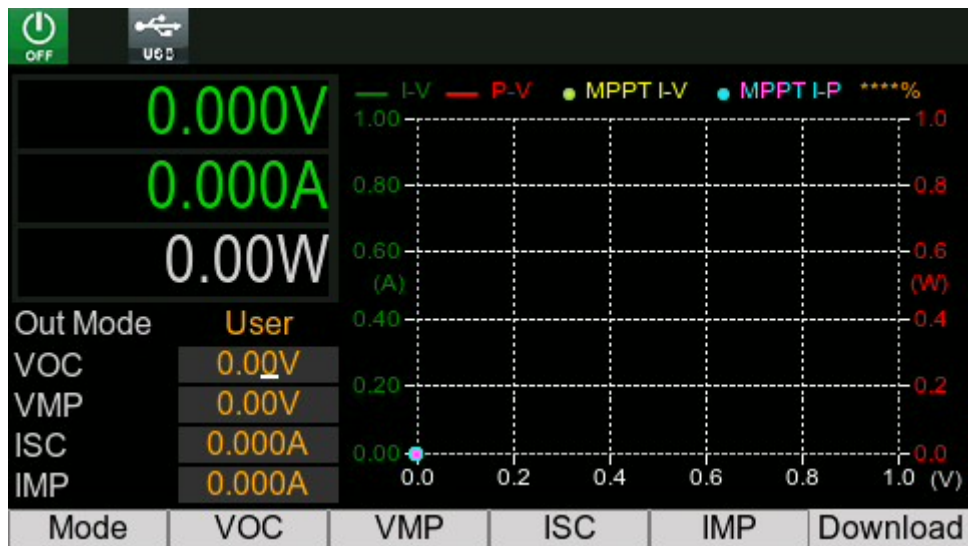 OFF USB
0.000V
0.000A
0.00W
Out Mode User
VOC 0.00V
VMP 0.00V
ISC 0.000A
IMP 0.000A
I-V P-V MPPT I-V MPPT I-P ****%
1.00 1.0
0.80 0.8
0.60 0.6
(A) (W)
0.40 0.4
0.20 0.2
0.00 0.0
0.0 0.2 0.4 0.6 0.8 1.0 (V)
Mode VOC VMP ISC IMP Download